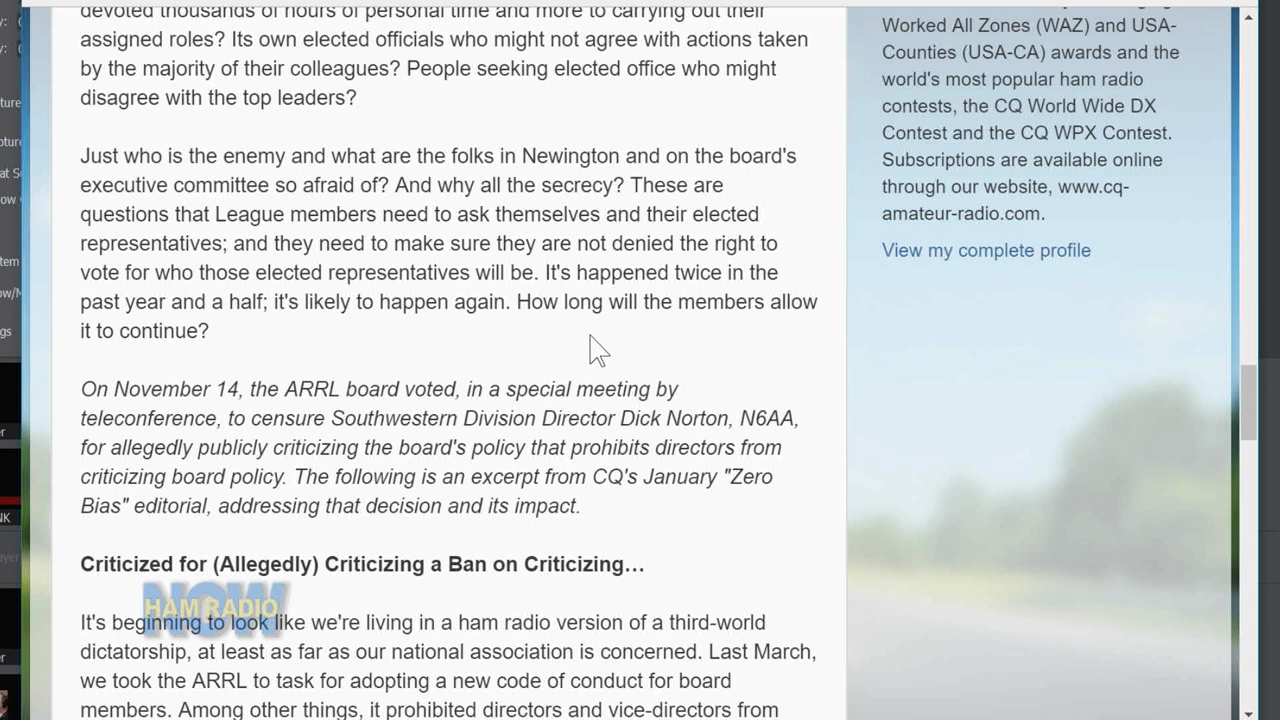 devoted thousands of hours of personal time and more to carrying out their
assigned roles? Its own elected officials who might not agree with actions taken
by the majority of their colleagues? People seeking elected office who might
disagree with the top leaders?
Just who is the enemy and what are the folks in Newington and on the board's
executive committee so afraid of? And why all the secrecy? These are
questions that League members need to ask themselves and their elected
representatives; and they need to make sure they are not denied the right to
vote for who those elected representatives will be. It's happened twice in the
past year and a half; it's likely to happen again. How long will the members allow
it to continue?
On November 14, the ARRL board voted, in a special meeting by
teleconference, to censure Southwestern Division Director Dick Norton, N6AA,
for allegedly publicly criticizing the board's policy that prohibits directors from
criticizing board policy. The following is an excerpt from CQ's January "Zero
Bias" editorial, addressing that decision and its impact.
Criticized for (Allegedly) Criticizing a Ban on Criticizing…
It's beginning to look like we're living in a ham radio version of a third-world
dictatorship, at least as far as our national association is concerned. Last March,
we took the ARRL to task for adopting a new code of conduct for board
members. Among other things, it prohibited directors and vice-directors from
HAM RADIO
NOW
Worked All Zones (WAZ) and USA-
Counties (USA-CA) awards and the
world's most popular ham radio
contests, the CQ World Wide DX
Contest and the CQ WPX Contest.
Subscriptions are available online
through our website, www.cq-
amateur-radio.com.
View my complete profile